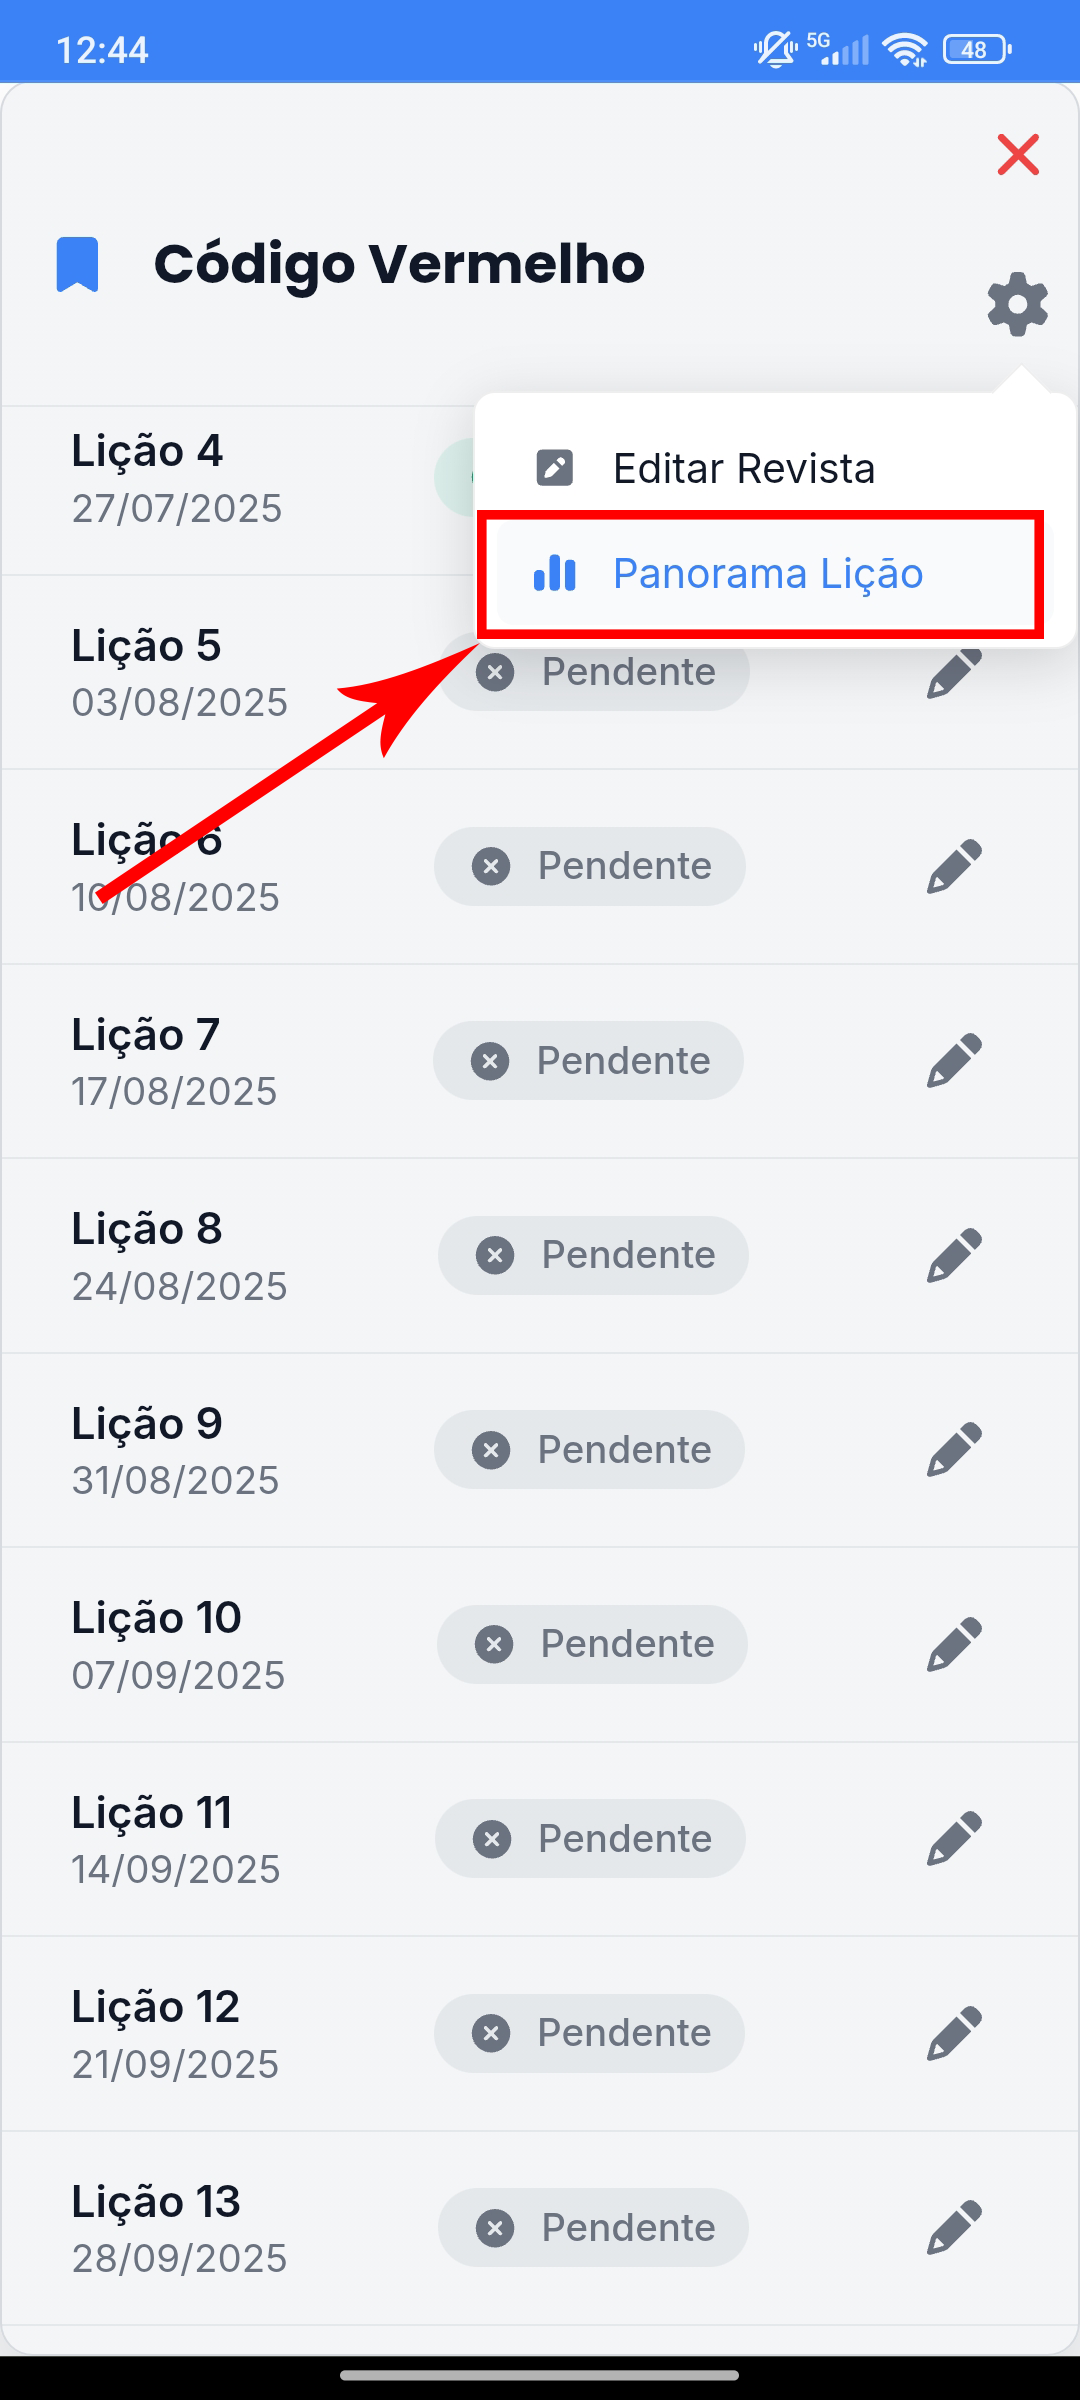 12:44
5G
48
Código Vermelho
Editar Revista
Panorama Lição
Lição 4
27/07/2025
Lição 5
03/08/2025
Pendente
Lição 6
10/08/2025
Pendente
Lição 7
17/08/2025
Pendente
Lição 8
24/08/2025
Pendente
Lição 9
31/08/2025
Pendente
Lição 10
07/09/2025
Pendente
Lição 11
14/09/2025
Pendente
Lição 12
21/09/2025
Pendente
Lição 13
28/09/2025
Pendente